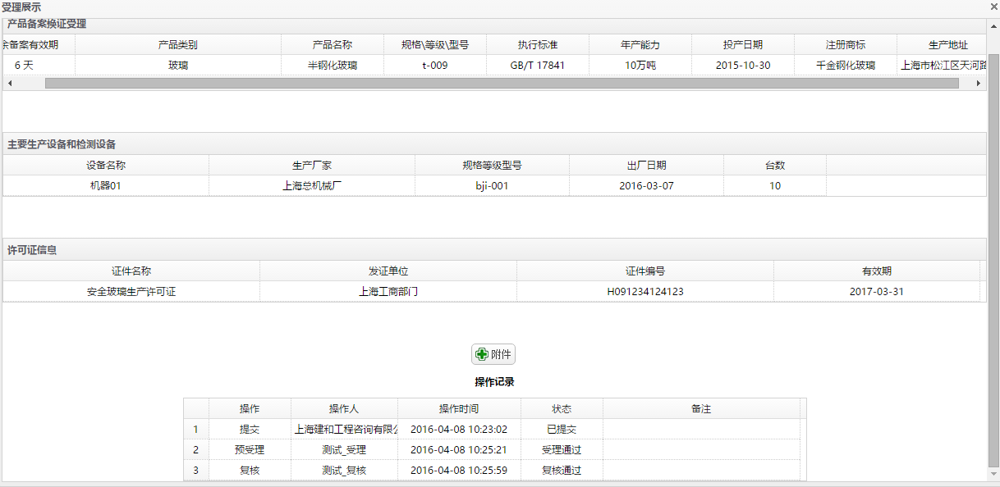 受理展示
产品备案换证受理
余备案有效期 产品类别 产品名称 规格\等级\型号 执行标准 年产能力 投产日期 注册商标 生产地址
6 天 玻璃 半钢化玻璃 t-009 GB/T 17841 10万吨 2015-10-30 千金钢化玻璃 上海市松江区天河路
主要生产设备和检测设备
设备名称 生产厂家 规格等级型号 出厂日期 台数
机器01 上海总机械厂 bji-001 2016-03-07 10
许可证信息
证件名称 发证单位 证件编号 有效期
安全玻璃生产许可证 上海工商部门 H091234124123 2017-03-31
附件
操作记录
操作 操作人 操作时间 状态 备注
1 提交 上海建和工程咨询有限公 2016-04-08 10:23:02 已提交
2 预受理 测试_受理 2016-04-08 10:25:21 受理通过
3 复核 测试_复核 2016-04-08 10:25:59 复核通过